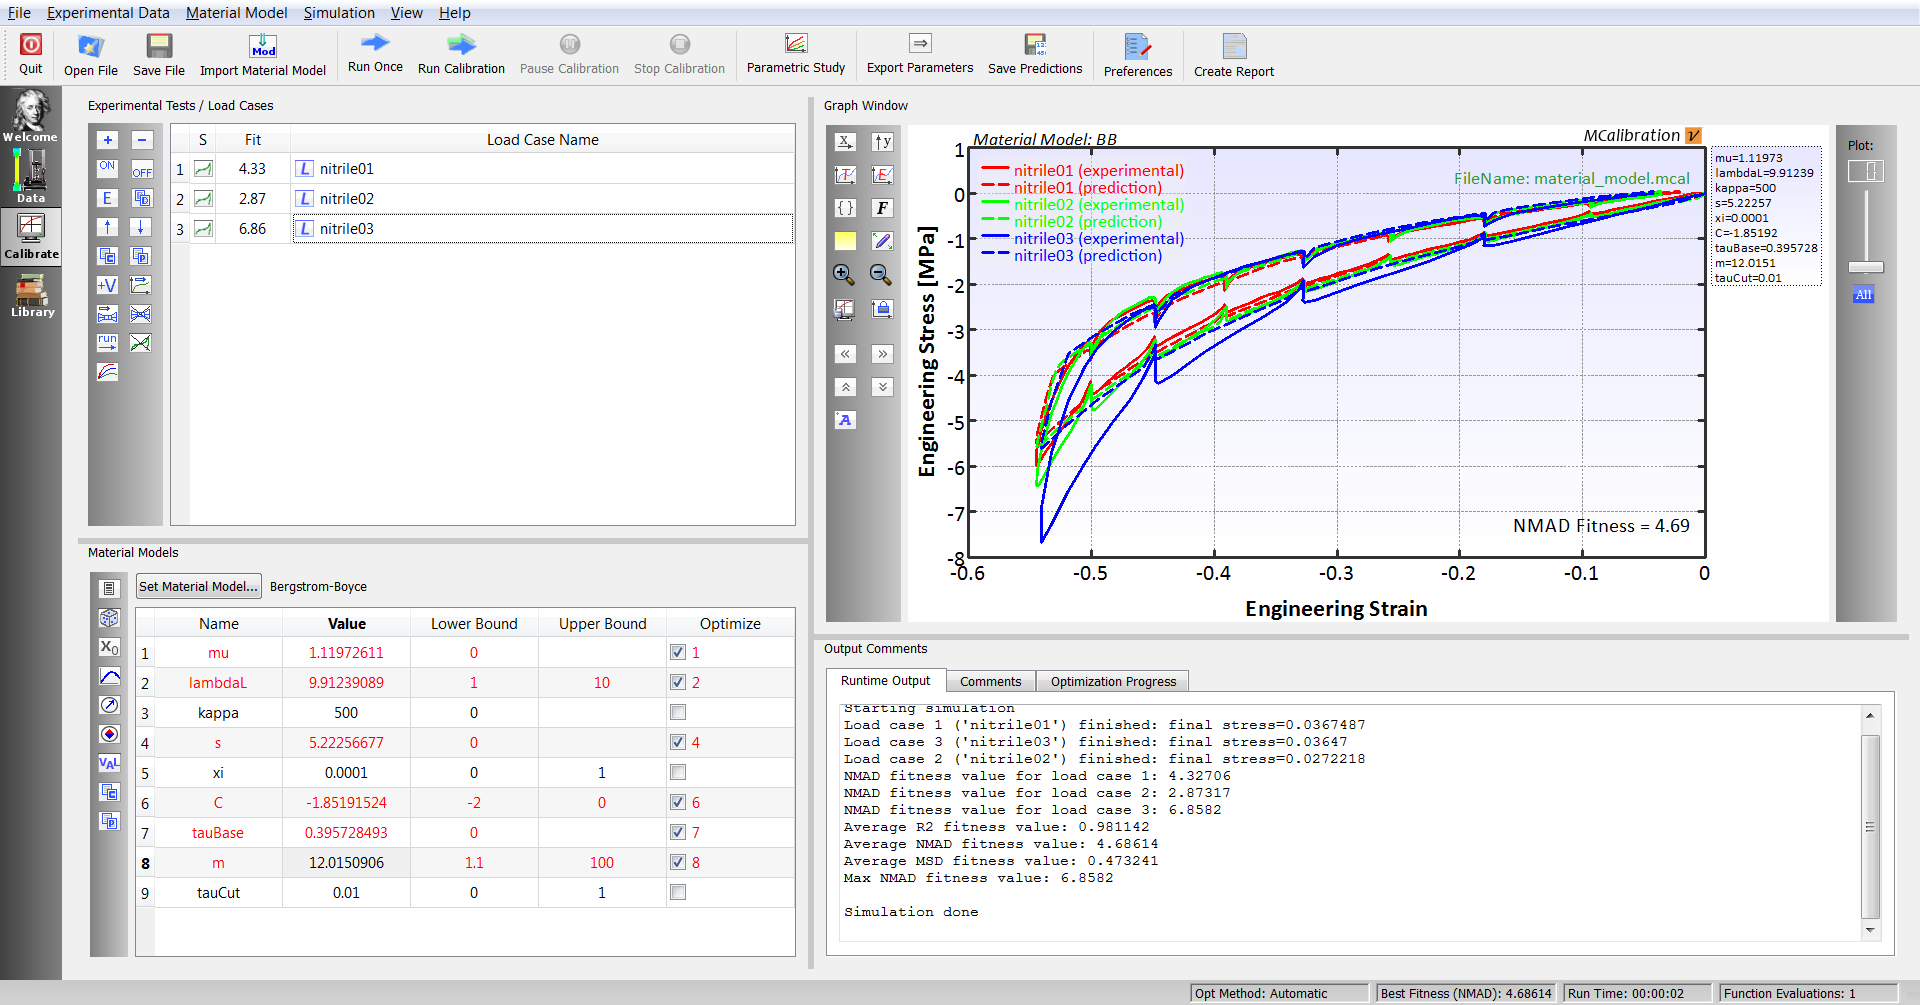 File Experimental Data Material Model Simulation View Help
Quit Open File Save File Mod Import Material Model Run Once Run Calibration Pause Calibration Stop Calibration Parametric Study Export Parameters Save Predictions Preferences Create Report
Welcome
Data
Calibrate
Library
Experimental Tests / Load Cases
+ −
ON OFF
E D
C P
+V
run
S Fit Load Case Name
1 4.33 L nitrile01
2 2.87 L nitrile02
3 6.86 L nitrile03
Material Models
Set Material Model... Bergstrom-Boyce
X0
VAL
C
P
Name Value Lower Bound Upper Bound Optimize
1 mu 1.11972611 0 1
2 lambdaL 9.91239089 1 10 2
3 kappa 500 0
4 s 5.22256677 0 4
5 xi 0.0001 0 1
6 C -1.85191524 -2 0 6
7 tauBase 0.395728493 0 7
8 m 12.0150906 1.1 100 8
9 tauCut 0.01 0 1
Graph Window
X y
T E
{ } F
« »
A
Material Model: BB
MCalibration ν
nitrile01 (experimental)
nitrile01 (prediction)
nitrile02 (experimental)
nitrile02 (prediction)
nitrile03 (experimental)
nitrile03 (prediction)
FileName: material_model.mcal
NMAD Fitness = 4.69
Engineering Stress [MPa]
1
0
-1
-2
-3
-4
-5
-6
-7
-8
-0.6 -0.5 -0.4 -0.3 -0.2 -0.1 0
Engineering Strain
mu=1.11973
lambdaL=9.91239
kappa=500
s=5.22257
xi=0.0001
C=-1.85192
tauBase=0.395728
m=12.0151
tauCut=0.01
Plot:
All
Output Comments
Runtime Output Comments Optimization Progress
Starting simulation
Load case 1 ('nitrile01') finished: final stress=0.0367487
Load case 3 ('nitrile03') finished: final stress=0.03647
Load case 2 ('nitrile02') finished: final stress=0.0272218
NMAD fitness value for load case 1: 4.32706
NMAD fitness value for load case 2: 2.87317
NMAD fitness value for load case 3: 6.8582
Average R2 fitness value: 0.981142
Average NMAD fitness value: 4.68614
Average MSD fitness value: 0.473241
Max NMAD fitness value: 6.8582
Simulation done
Opt Method: Automatic Best Fitness (NMAD): 4.68614 Run Time: 00:00:02 Function Evaluations: 1